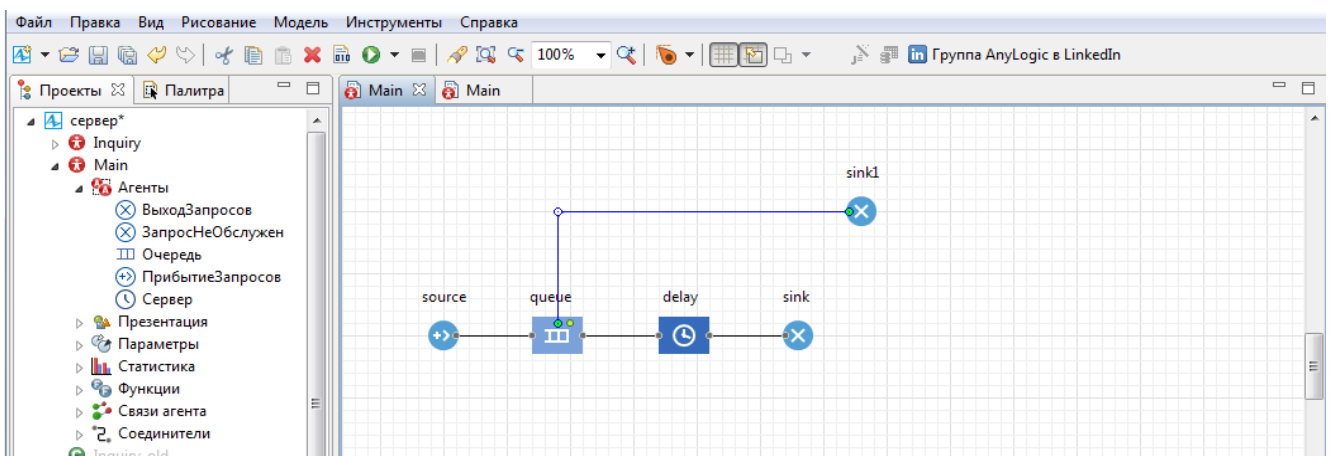 Файл Правка Вид Рисование Модель Инструменты Справка
100% Группа AnyLogic в LinkedIn
Проекты Палитра Main Main
сервер*
Inquiry
Main
Агенты
ВыходЗапросов
ЗапросНеОбслужен
Очередь
ПрибытиеЗапросов
Сервер
Презентация
Параметры
Статистика
Функции
Связи агента
Соединители
Inquiry_old
sink1
source queue delay sink